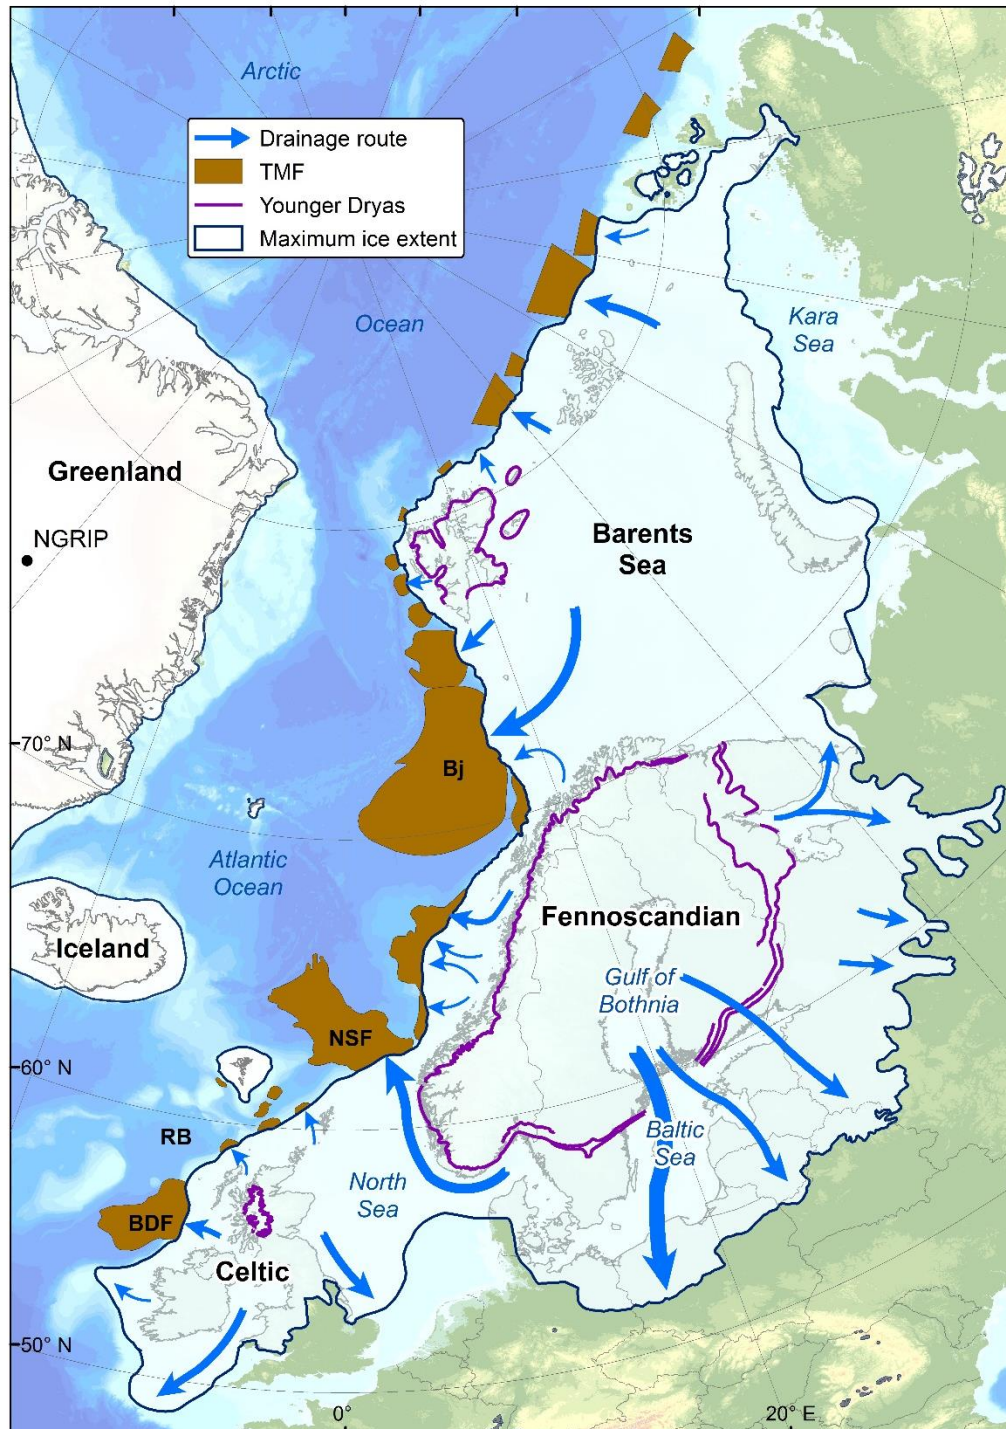 Arctic
Drainage route
TMF
Younger Dryas
Maximum ice extent
Ocean
Kara
Sea
Greenland
NGRIP
Barents
Sea
70° N
Bj
Atlantic
Ocean
Fennoscandian
Iceland
Gulf of
Bothnia
NSF
60° N
RB
Baltic
Sea
North
Sea
BDF
Celtic
50° N
0°
20° E